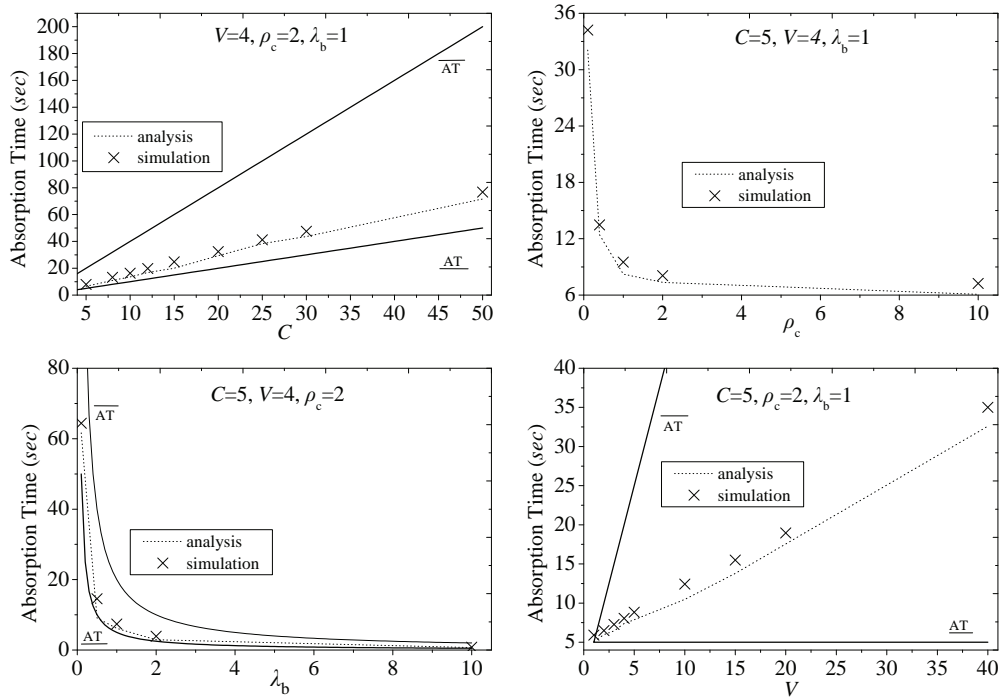 V=4, ρc=2, λb=1
AT
AT
analysis
simulation
Absorption Time (sec)
0
20
40
60
80
100
120
140
160
180
200
5
10
15
20
25
30
35
40
45
50
C
C=5, V=4, λb=1
analysis
simulation
Absorption Time (sec)
6
12
18
24
30
36
0
2
4
6
8
10
ρc
C=5, V=4, ρc=2
AT
AT
analysis
simulation
Absorption Time (sec)
0
20
40
60
80
0
2
4
6
8
10
λb
C=5, ρc=2, λb=1
AT
AT
analysis
simulation
Absorption Time (sec)
5
10
15
20
25
30
35
40
0
5
10
15
20
25
30
35
40
V